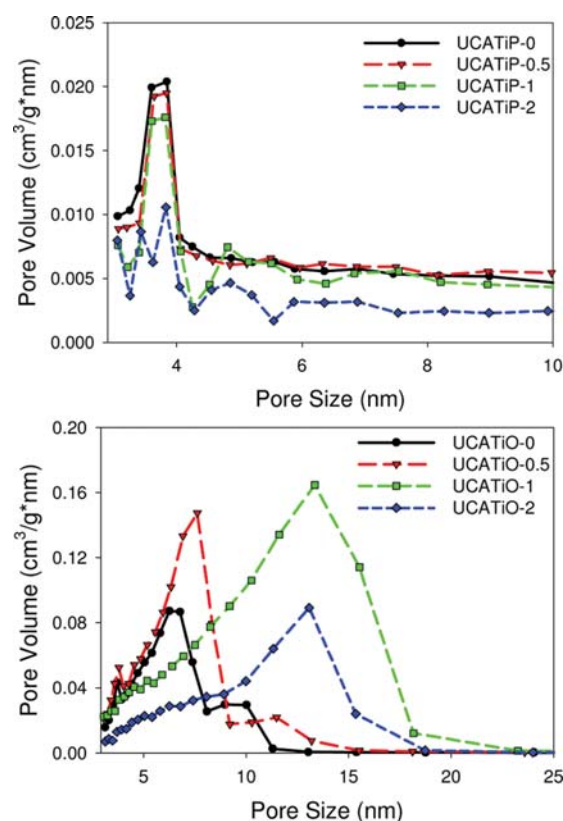 Pore Volume (cm³/g*nm)
0.025
0.020
0.015
0.010
0.005
0.000
UCATiP-0
UCATiP-0.5
UCATiP-1
UCATiP-2
4
6
8
10
Pore Size (nm)
Pore Volume (cm³/g*nm)
0.20
0.16
0.12
0.08
0.04
0.00
UCATiO-0
UCATiO-0.5
UCATiO-1
UCATiO-2
5
10
15
20
25
Pore Size (nm)